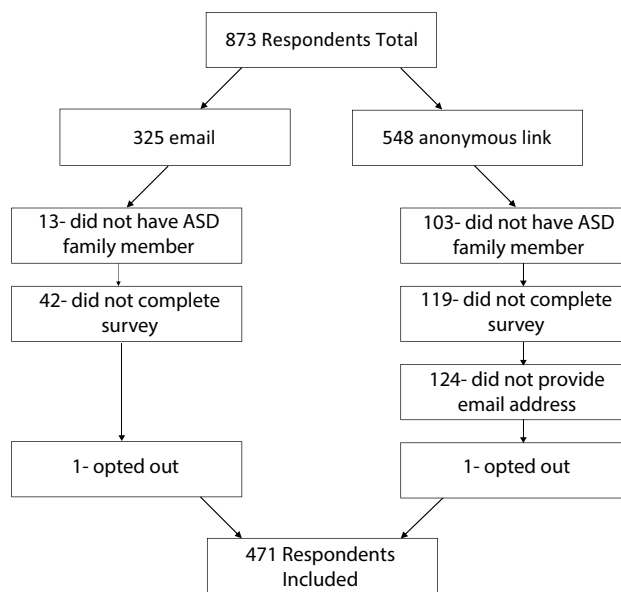 873 Respondents Total
325 email
548 anonymous link
13- did not have ASD
family member
103- did not have ASD
family member
42- did not complete
survey
119- did not complete
survey
124- did not provide
email address
1- opted out
1- opted out
471 Respondents
Included